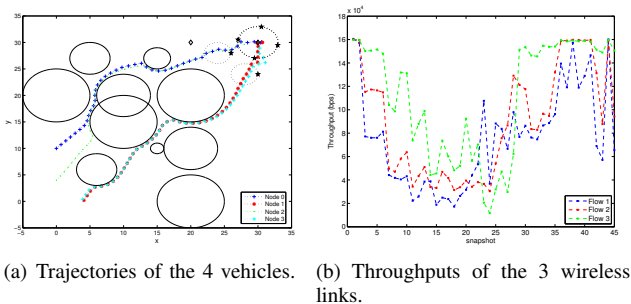 35
30
25
20
15
10
5
0
-5
y
-5 0 5 10 15 20 25 30 35
x
Node 0
Node 1
Node 2
Node 3
x 10⁴
16
14
12
10
8
6
4
2
0
Throughput (bps)
0 5 10 15 20 25 30 35 40 45
snapshot
Flow 1
Flow 2
Flow 3
(a) Trajectories of the 4 vehicles.
(b) Throughputs of the 3 wireless
links.